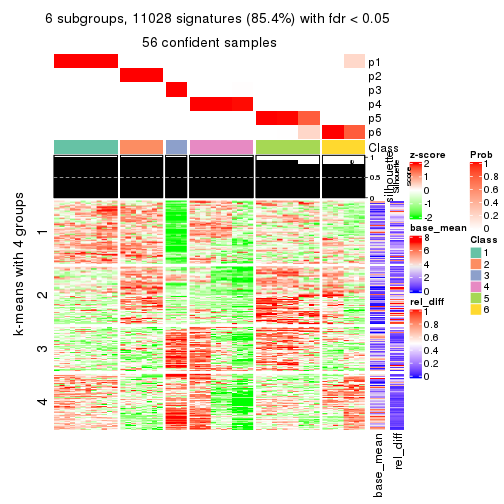 6 subgroups, 11028 signatures (85.4%) with fdr < 0.05
56 confident samples
p1
p2
p3
p4
p5
p6
Class
1
0.5
0
silhouette
Silhouette
score
k-means with 4 groups
1
2
3
4
base_mean
rel_diff
z-score
2
1
0
-1
-2
base_mean
8
6
4
2
0
rel_diff
1
0.8
0.6
0.4
0.2
0
Prob
1
0.8
0.6
0.4
0.2
0
Class
1
2
3
4
5
6